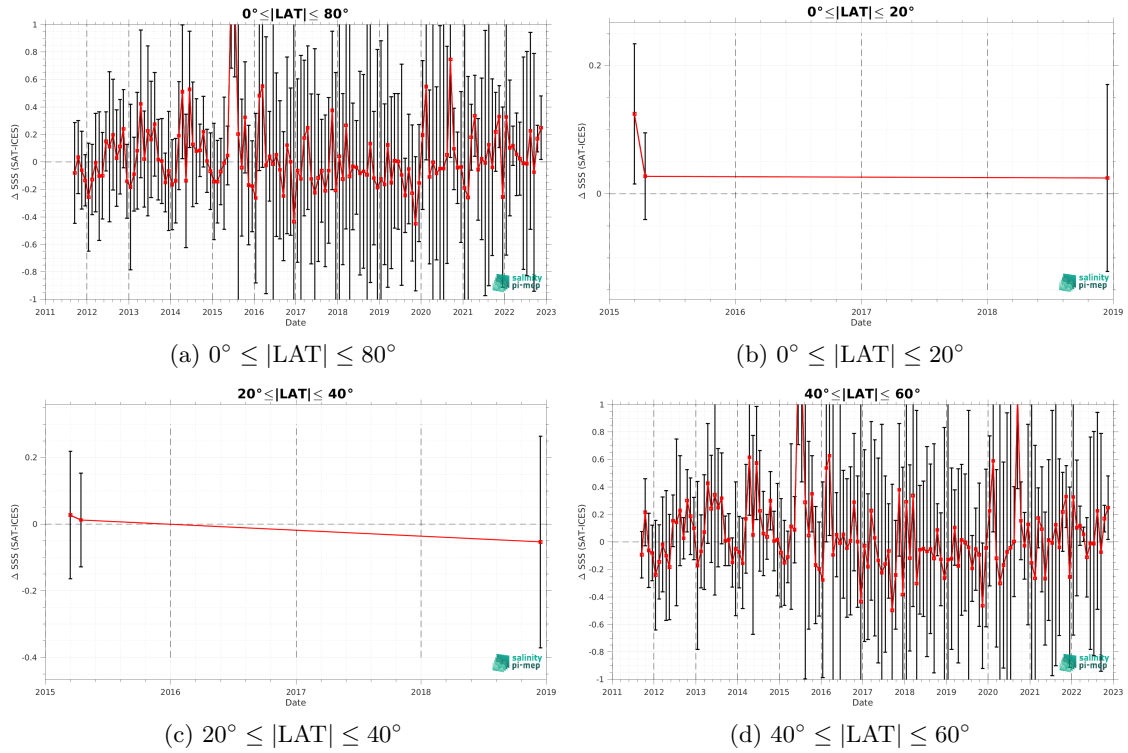 0°≤|LAT|≤ 80°
Δ SSS (SAT-ICES)
1
0.8
0.6
0.4
0.2
0
-0.2
-0.4
-0.6
-0.8
-1
2011 2012 2013 2014 2015 2016 2017 2018 2019 2020 2021 2022 2023
Date
salinity
pi-mep
(a) 0° ≤ |LAT| ≤ 80°
0°≤|LAT|≤ 20°
Δ SSS (SAT-ICES)
0.2
0
2015 2016 2017 2018 2019
Date
salinity
pi-mep
(b) 0° ≤ |LAT| ≤ 20°
20°≤|LAT|≤ 40°
Δ SSS (SAT-ICES)
0.2
0
-0.2
-0.4
2015 2016 2017 2018 2019
Date
salinity
pi-mep
(c) 20° ≤ |LAT| ≤ 40°
40°≤|LAT|≤ 60°
Δ SSS (SAT-ICES)
1
0.8
0.6
0.4
0.2
0
-0.2
-0.4
-0.6
-0.8
-1
2011 2012 2013 2014 2015 2016 2017 2018 2019 2020 2021 2022 2023
Date
salinity
pi-mep
(d) 40° ≤ |LAT| ≤ 60°